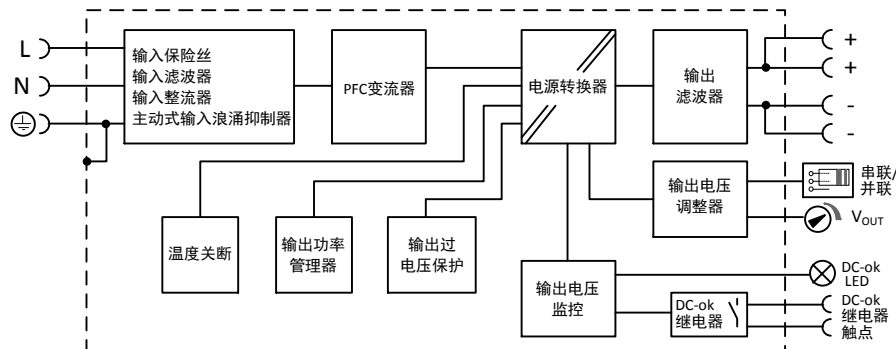 L
N
输入保险丝
输入滤波器
输入整流器
主动式输入浪涌抑制器
PFC变流器
电源转换器
输出
滤波器
+
+
-
-
温度关断
输出功率
管理器
输出过
电压保护
输出电压
调整器
串联/
并联
VOUT
输出电压
监控
DC-ok
LED
DC-ok
继电器
DC-ok
继电器
触点